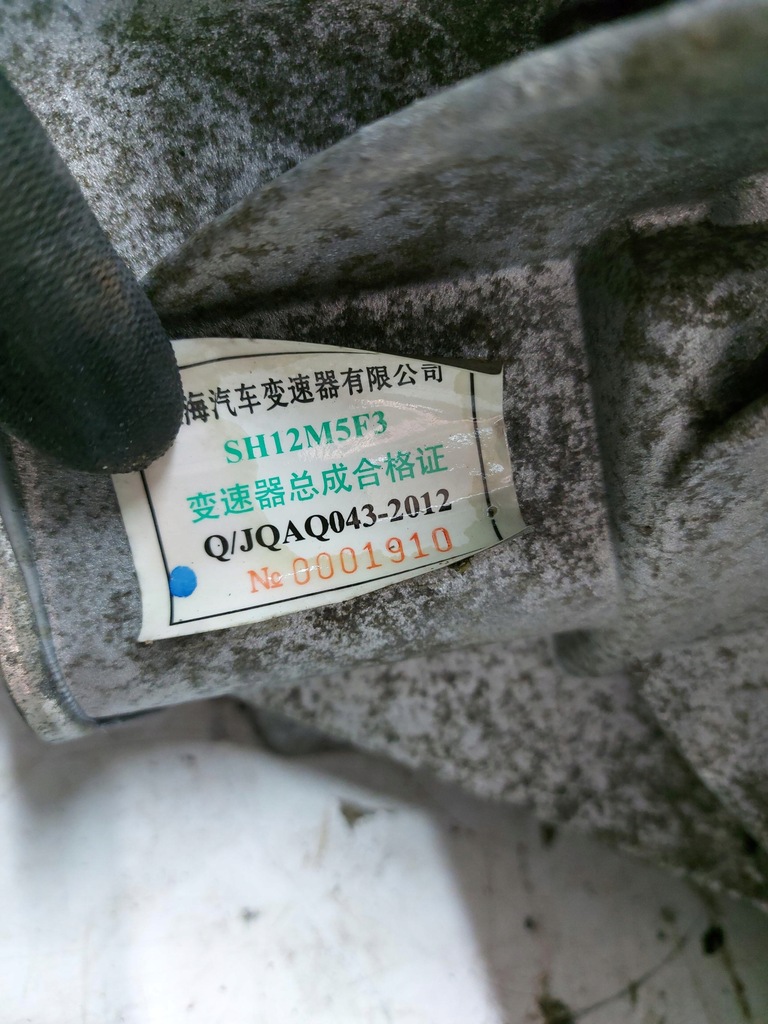 海汽车变速器有限公司
SH12M5F3
变速器总成合格证
Q/JQAQ043-2012
№ 0001910